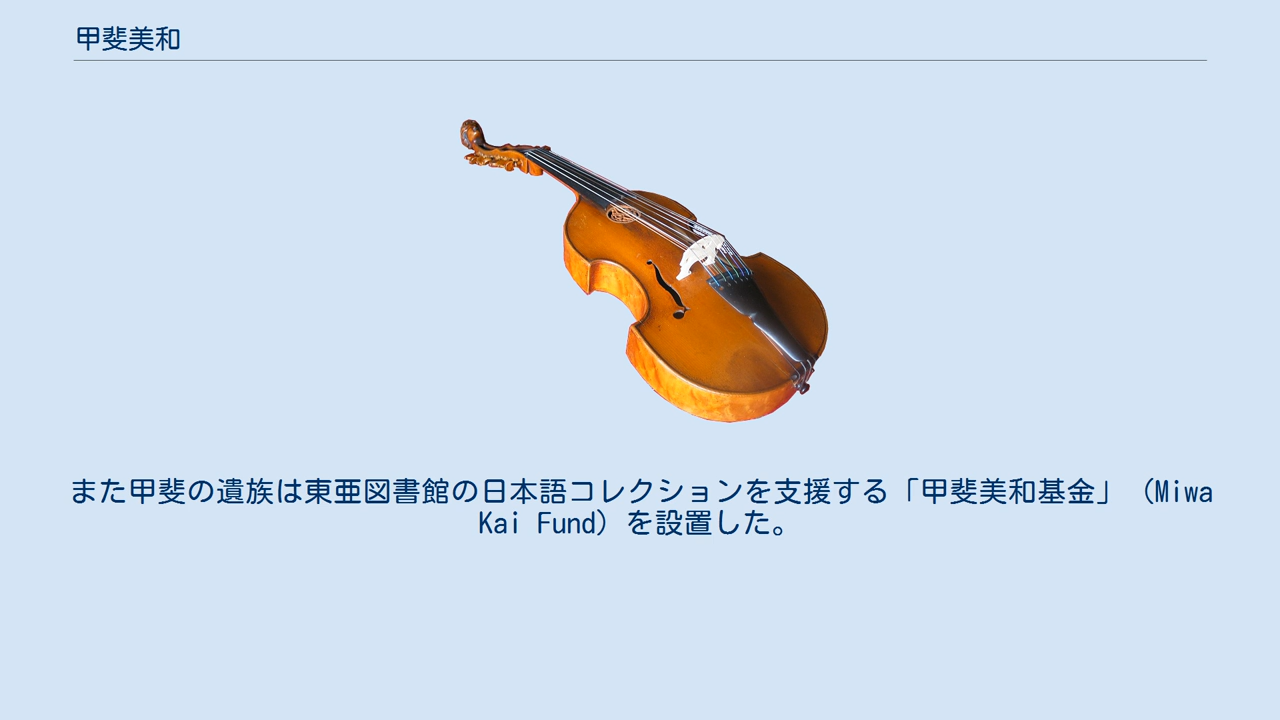 甲斐美和
また甲斐の遺族は東亜図書館の日本語コレクションを支援する「甲斐美和基金」（Miwa
Kai Fund）を設置した。